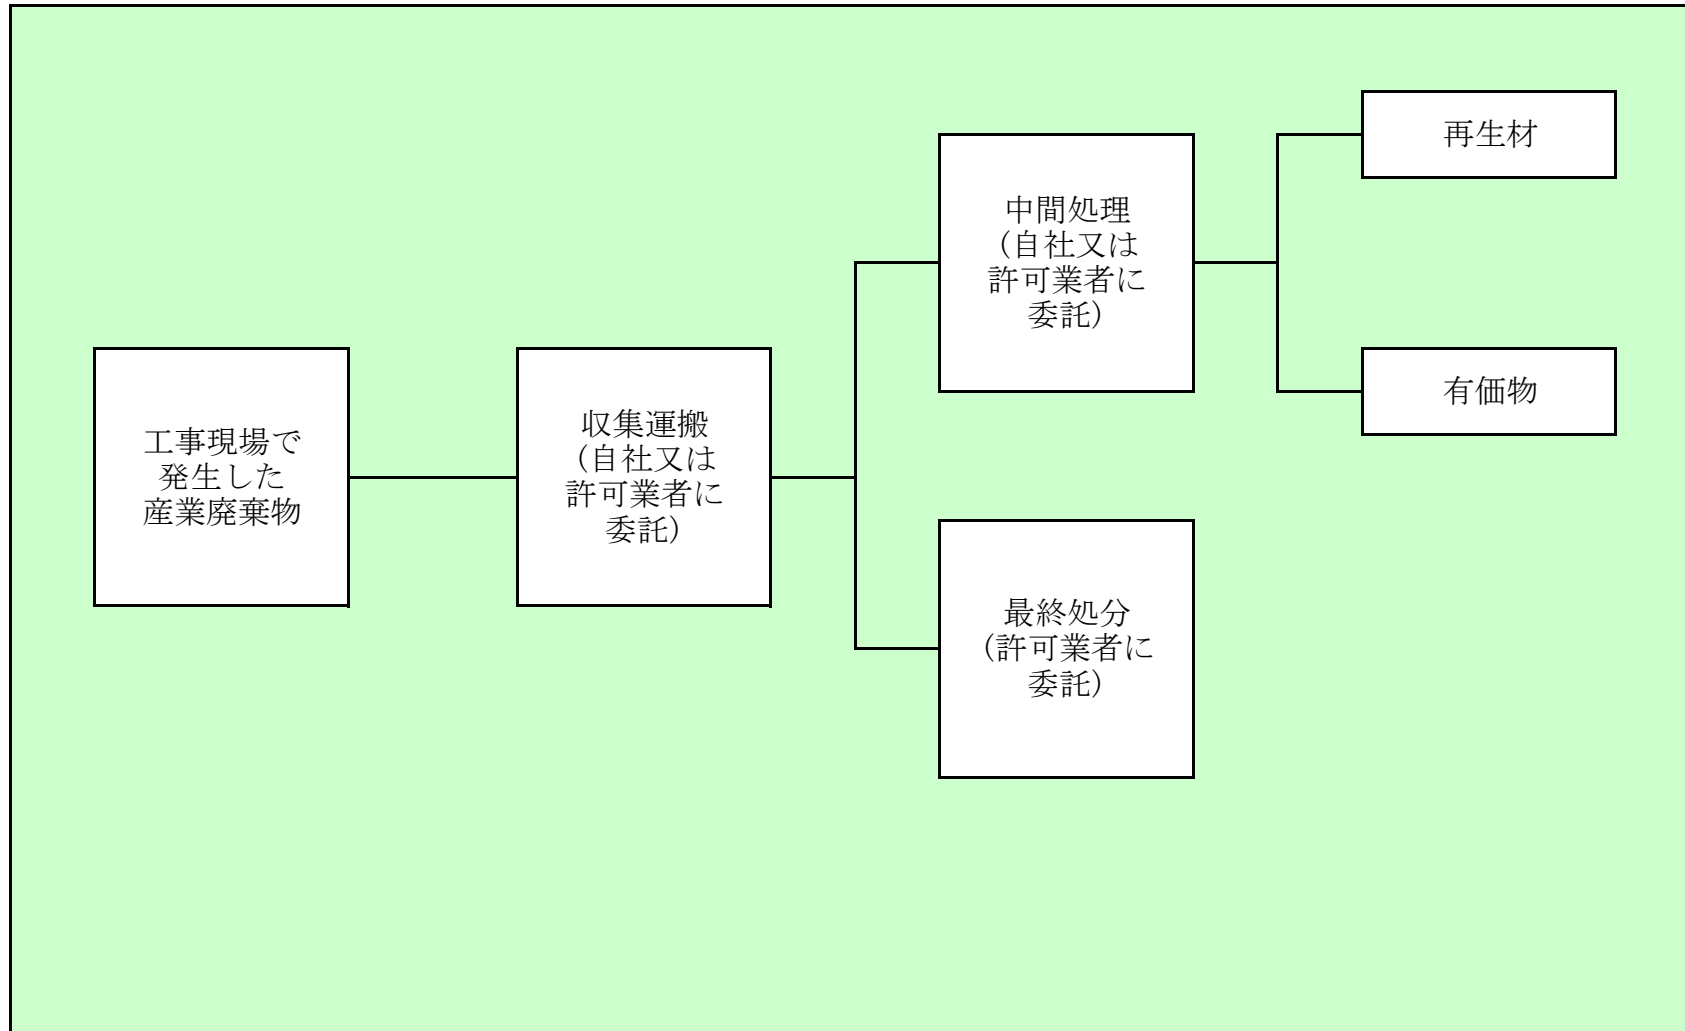 工事現場で
発生した
産業廃棄物
収集運搬
（自社又は
許可業者に
委託）
中間処理
（自社又は
許可業者に
委託）
最終処分
（許可業者に
委託）
再生材
有価物